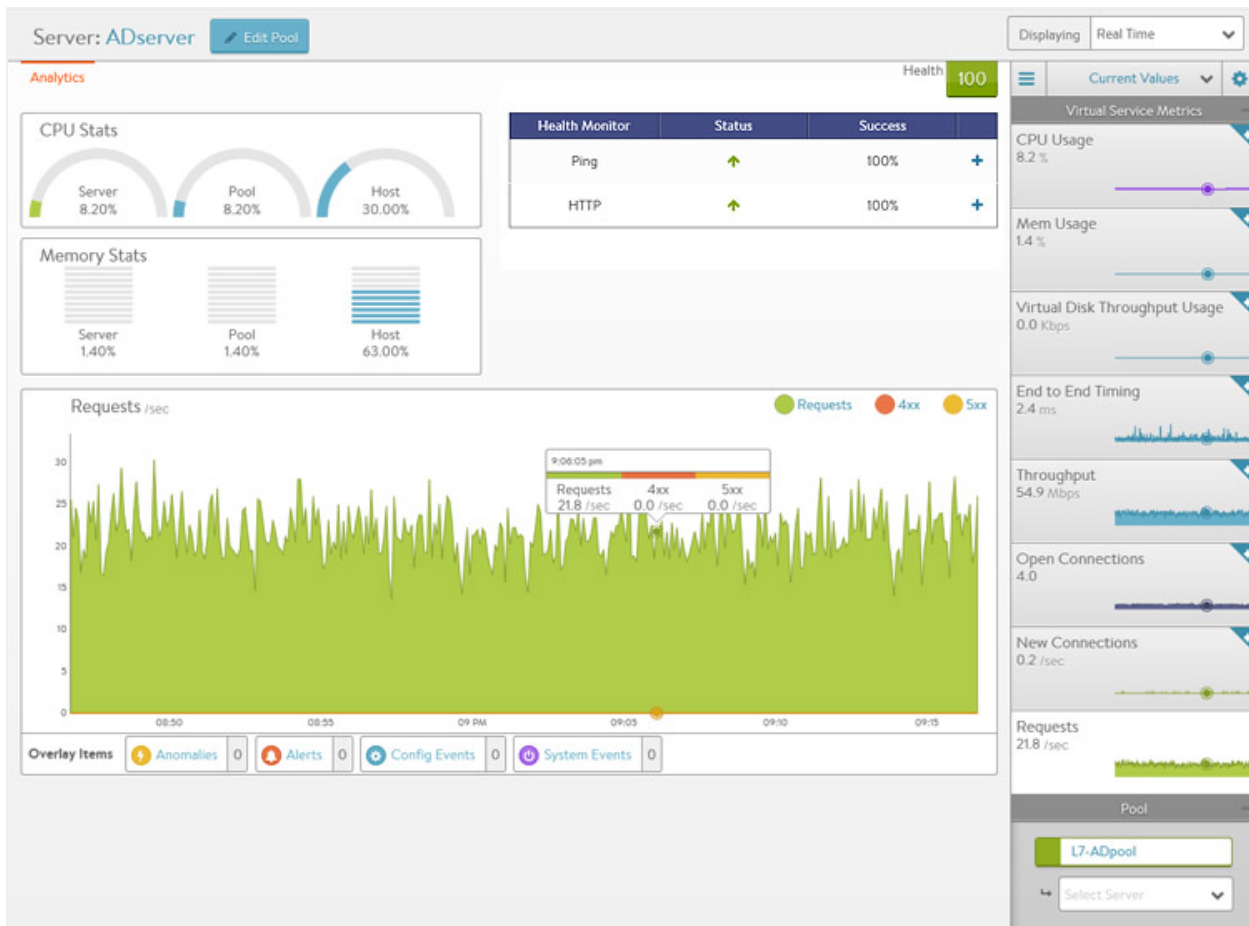 Server: ADserver Edit Pool Displaying Real Time
Analytics
Health 100
CPU Stats
Server Pool Host
8.20% 8.20% 30.00%
Memory Stats
Server Pool Host
1.40% 1.40% 63.00%
Health Monitor Status Success
Ping 100% +
HTTP 100% +
Requests /sec
Requests 4xx 5xx
30
25
20
15
10
5
0
9:06:05 pm
Requests 4xx 5xx
21.8 /sec 0.0 /sec 0.0 /sec
08:50 08:55 09 PM 09:05 09:10 09:15
Overlay Items Anomalies 0 Alerts 0 Config Events 0 System Events 0
Current Values
Virtual Service Metrics
CPU Usage
8.2 %
Mem Usage
1.4 %
Virtual Disk Throughput Usage
0.0 Kbps
End to End Timing
2.4 ms
Throughput
54.9 Mbps
Open Connections
4.0
New Connections
0.2 /sec
Requests
21.8 /sec
Pool
L7-ADpool
Select Server